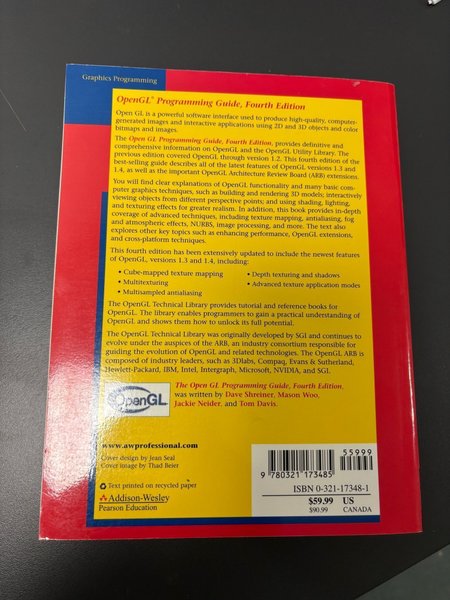 Graphics Programming
OpenGL® Programming Guide, Fourth Edition
Open GL is a powerful software interface used to produce high-quality, computer-
generated images and interactive applications using 2D and 3D objects and color
bitmaps and images.
The Open GL Programming Guide, Fourth Edition, provides definitive and
comprehensive information on OpenGL and the OpenGL Utility Library. The
previous edition covered OpenGL through version 1.2. This fourth edition of the
best-selling guide describes all of the latest features of OpenGL versions 1.3 and
1.4, as well as the important OpenGL Architecture Review Board (ARB) extensions.
You will find clear explanations of OpenGL functionality and many basic com-
puter graphics techniques, such as building and rendering 3D models; interactively
viewing objects from different perspective points; and using shading, lighting,
and texturing effects for greater realism. In addition, this book provides in-depth
coverage of advanced techniques, including texture mapping, antialiasing, fog
and atmospheric effects, NURBS, image processing, and more. The text also
explores other key topics such as enhancing performance, OpenGL extensions,
and cross-platform techniques.
This fourth edition has been extensively updated to include the newest features
of OpenGL, versions 1.3 and 1.4, including:
• Cube-mapped texture mapping
• Multitexturing
• Multisampled antialiasing
• Depth texturing and shadows
• Advanced texture application modes
The OpenGL Technical Library provides tutorial and reference books for
OpenGL. The library enables programmers to gain a practical understanding of
OpenGL and shows them how to unlock its full potential.
The OpenGL Technical Library was originally developed by SGI and continues to
evolve under the auspices of the ARB, an industry consortium responsible for
guiding the evolution of OpenGL and related technologies. The OpenGL ARB is
composed of industry leaders, such as 3Dlabs, Compaq, Evans & Sutherland,
Hewlett-Packard, IBM, Intel, Intergraph, Microsoft, NVIDIA, and SGI.
OpenGL
The Open GL Programming Guide, Fourth Edition,
was written by Dave Shreiner, Mason Woo,
Jackie Neider, and Tom Davis.
www.awprofessional.com
Cover design by Jean Seal
Cover image by Thad Beier
Text printed on recycled paper
Addison-Wesley
Pearson Education
55999
9 780321 173485
ISBN 0-321-17348-1
$59.99 US
$90.99 CANADA